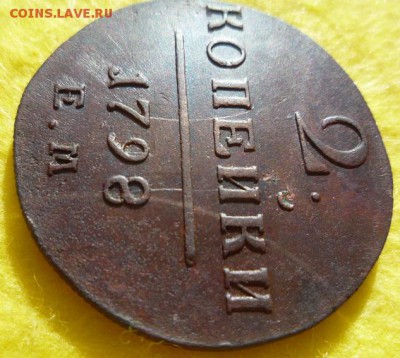 COINS.LAVE.RU
2.
КОПѢЙКИ
1798
Е.М